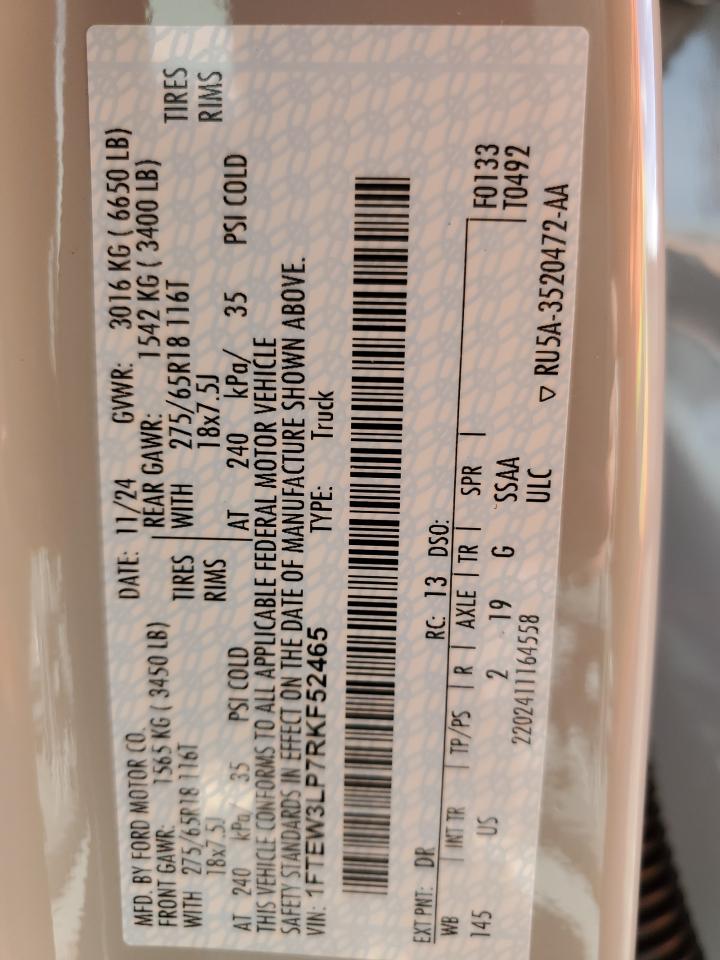 MFD. BY FORD MOTOR CO. DATE: 11/24 GVWR: 3016 KG ( 6650 LB)
FRONT GAWR: 1565 KG ( 3450 LB) REAR GAWR: 1542 KG ( 3400 LB)
WITH 275/65R18 116T TIRES WITH 275/65R18 116T TIRES
18x7.5J RIMS 18x7.5J RIMS
AT 240 kPa/ 35 PSI COLD AT 240 kPa/ 35 PSI COLD
THIS VEHICLE CONFORMS TO ALL APPLICABLE FEDERAL MOTOR VEHICLE
SAFETY STANDARDS IN EFFECT ON THE DATE OF MANUFACTURE SHOWN ABOVE.
VIN: 1FTEW3LP7RKF52465 TYPE: Truck
EXT PNT: DR RC: 13 DSO:
WB | INT TR | TP/PS | R | AXLE | TR | SPR | F0133
145 US 2 19 G SSAA T0492
2202411164558 ULC
▽ RU5A-3520472-AA